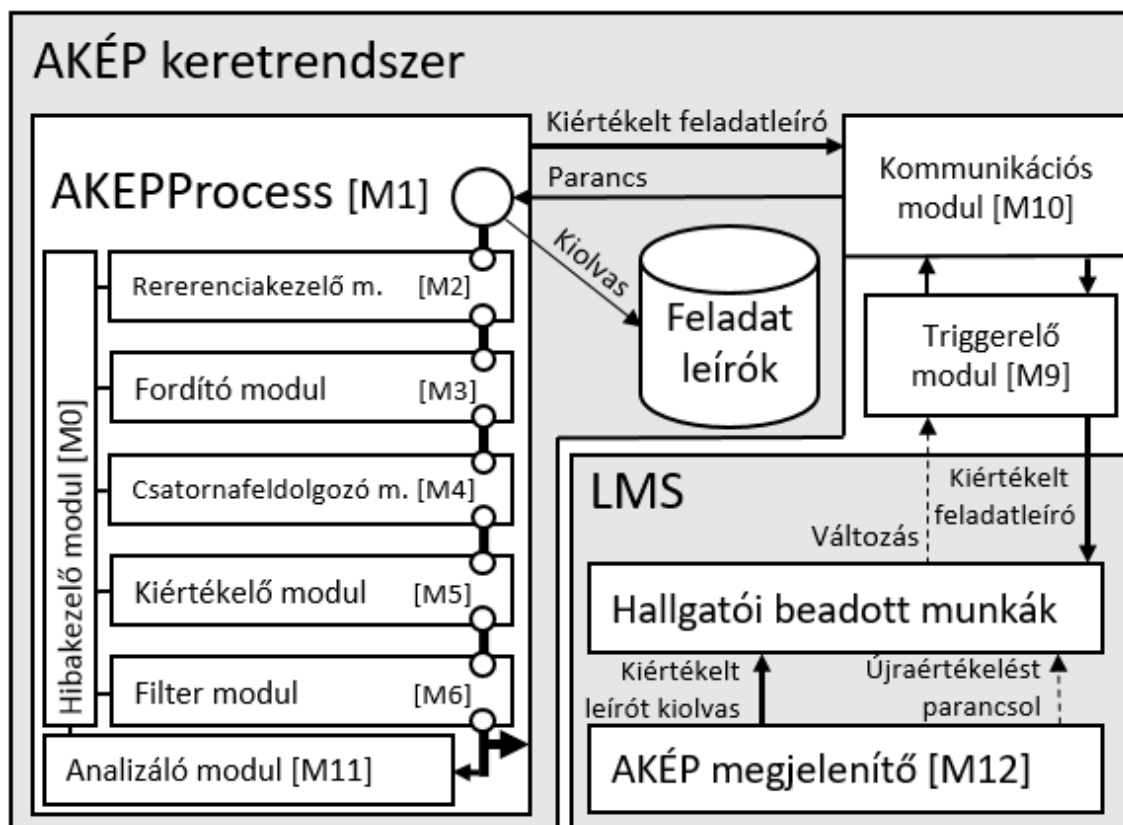 AKÉP keretrendszer
AKEPProcess [M1]
Hibakezelő modul [M0]
Rererenciakezelő m. [M2]
Fordító modul [M3]
Csatornafeldolgozó m. [M4]
Kiértékelő modul [M5]
Filter modul [M6]
Analizáló modul [M11]
Kiértékelt feladatleíró
Parancs
Kiolvas
Feladat
leírók
Kommunikációs
modul [M10]
Triggerelő
modul [M9]
LMS
Kiértékelt
feladatleíró
Változás
Hallgatói beadott munkák
Kiértékelt
leírót kiolvas
Újraértékelést
parancsol
AKÉP megjelenítő [M12]